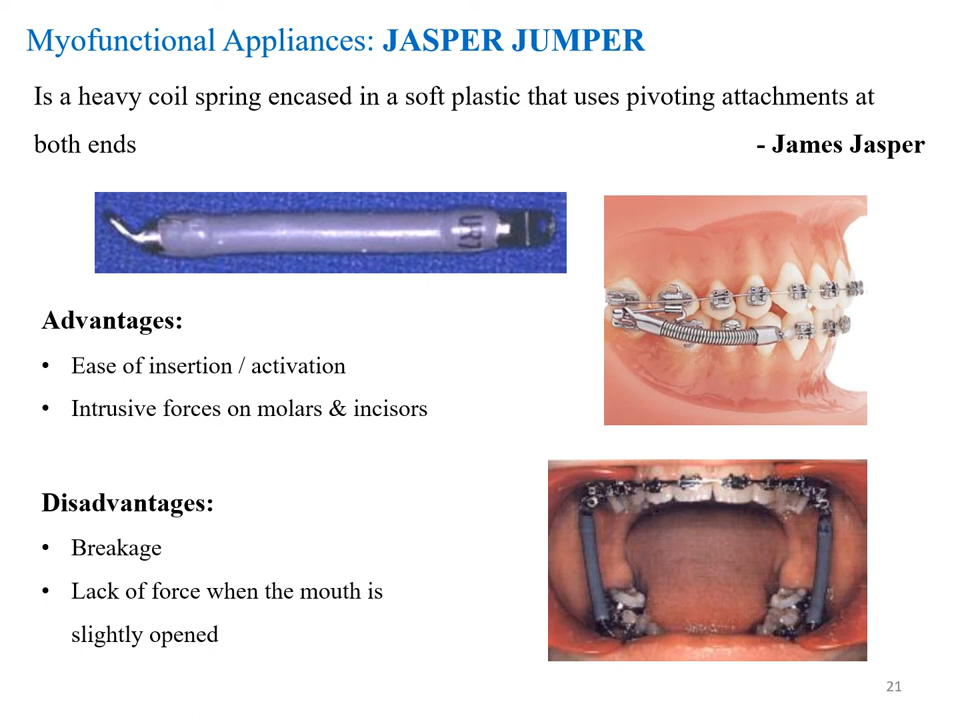 Myofunctional Appliances: JASPER JUMPER
Is a heavy coil spring encased in a soft plastic that uses pivoting attachments at
both ends - James Jasper
UR7
Advantages:
• Ease of insertion / activation
• Intrusive forces on molars & incisors
Disadvantages:
• Breakage
• Lack of force when the mouth is
slightly opened
21